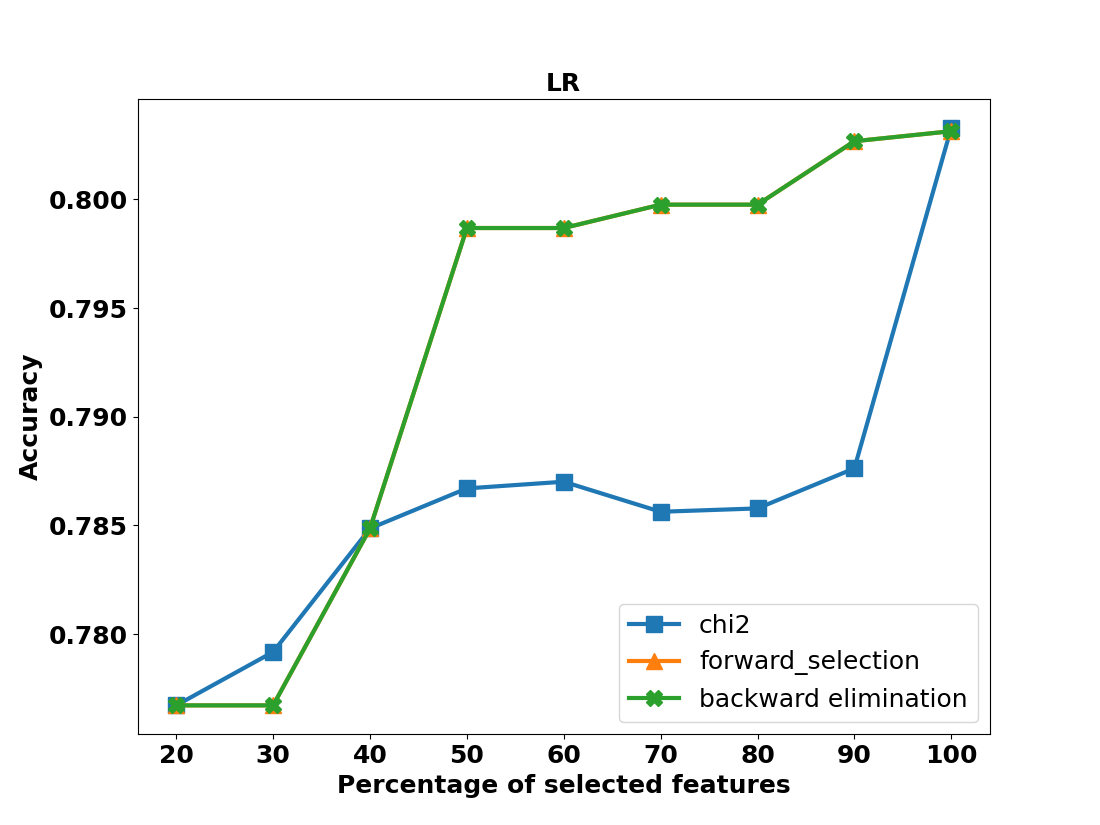 LR
0.800
0.795
0.790
0.785
0.780
Accuracy
20 30 40 50 60 70 80 90 100
Percentage of selected features
chi2
forward_selection
backward elimination